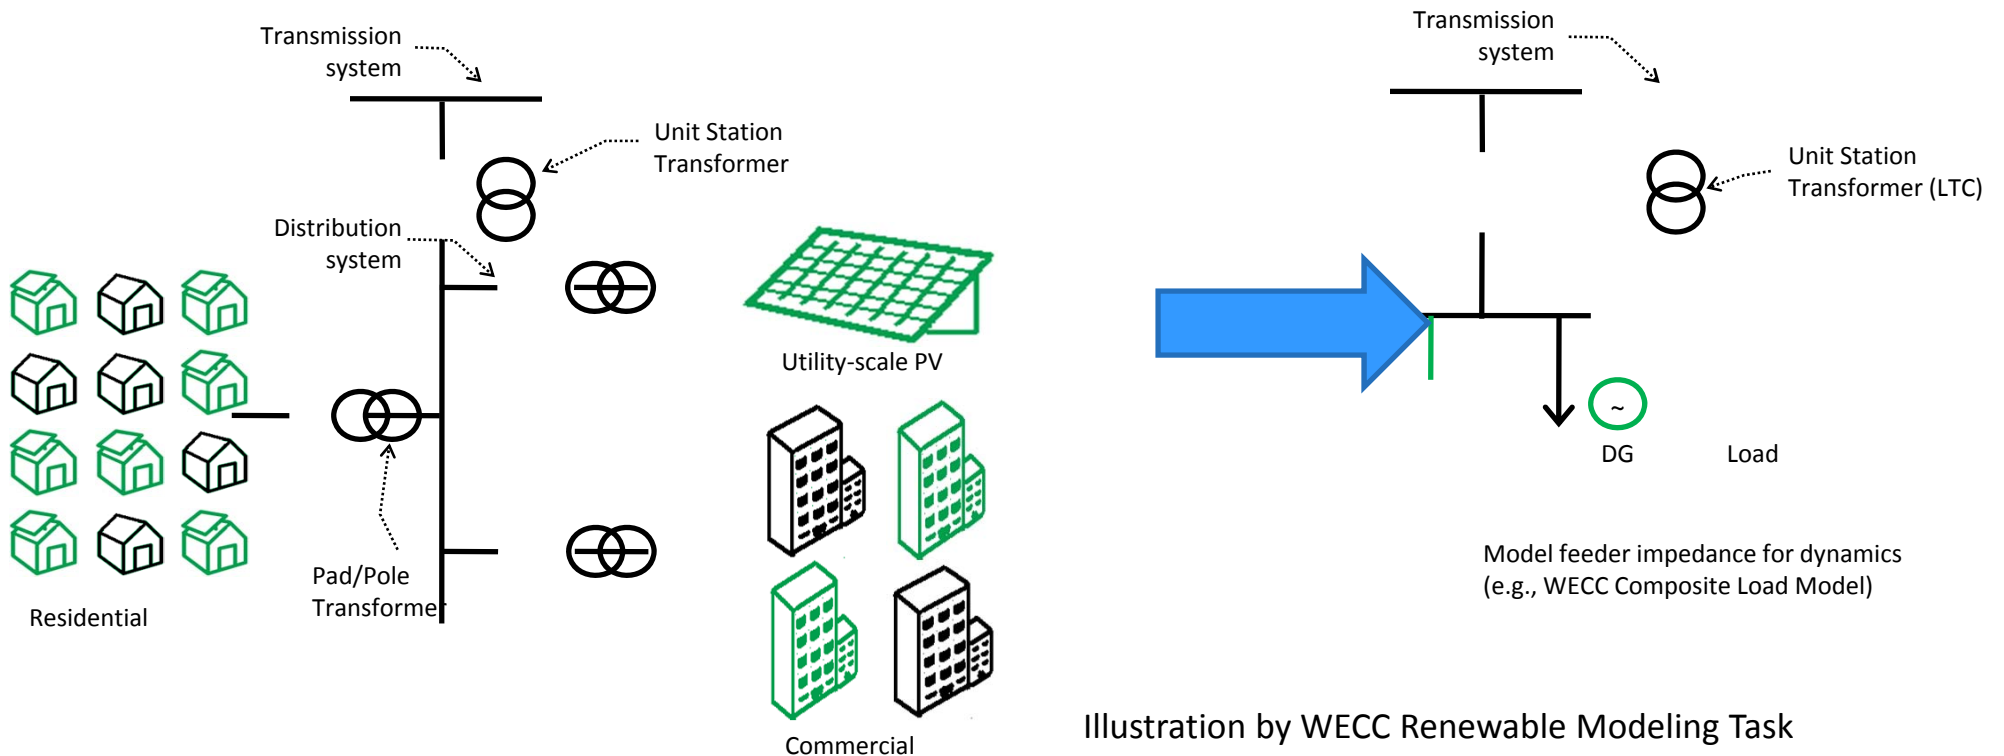 Transmission
system
Unit Station
Transformer
Distribution
system
Utility-scale PV
Pad/Pole
Transformer
Residential
Commercial
Transmission
system
Unit Station
Transformer (LTC)
~
DG
Load
Model feeder impedance for dynamics
(e.g., WECC Composite Load Model)
Illustration by WECC Renewable Modeling Task